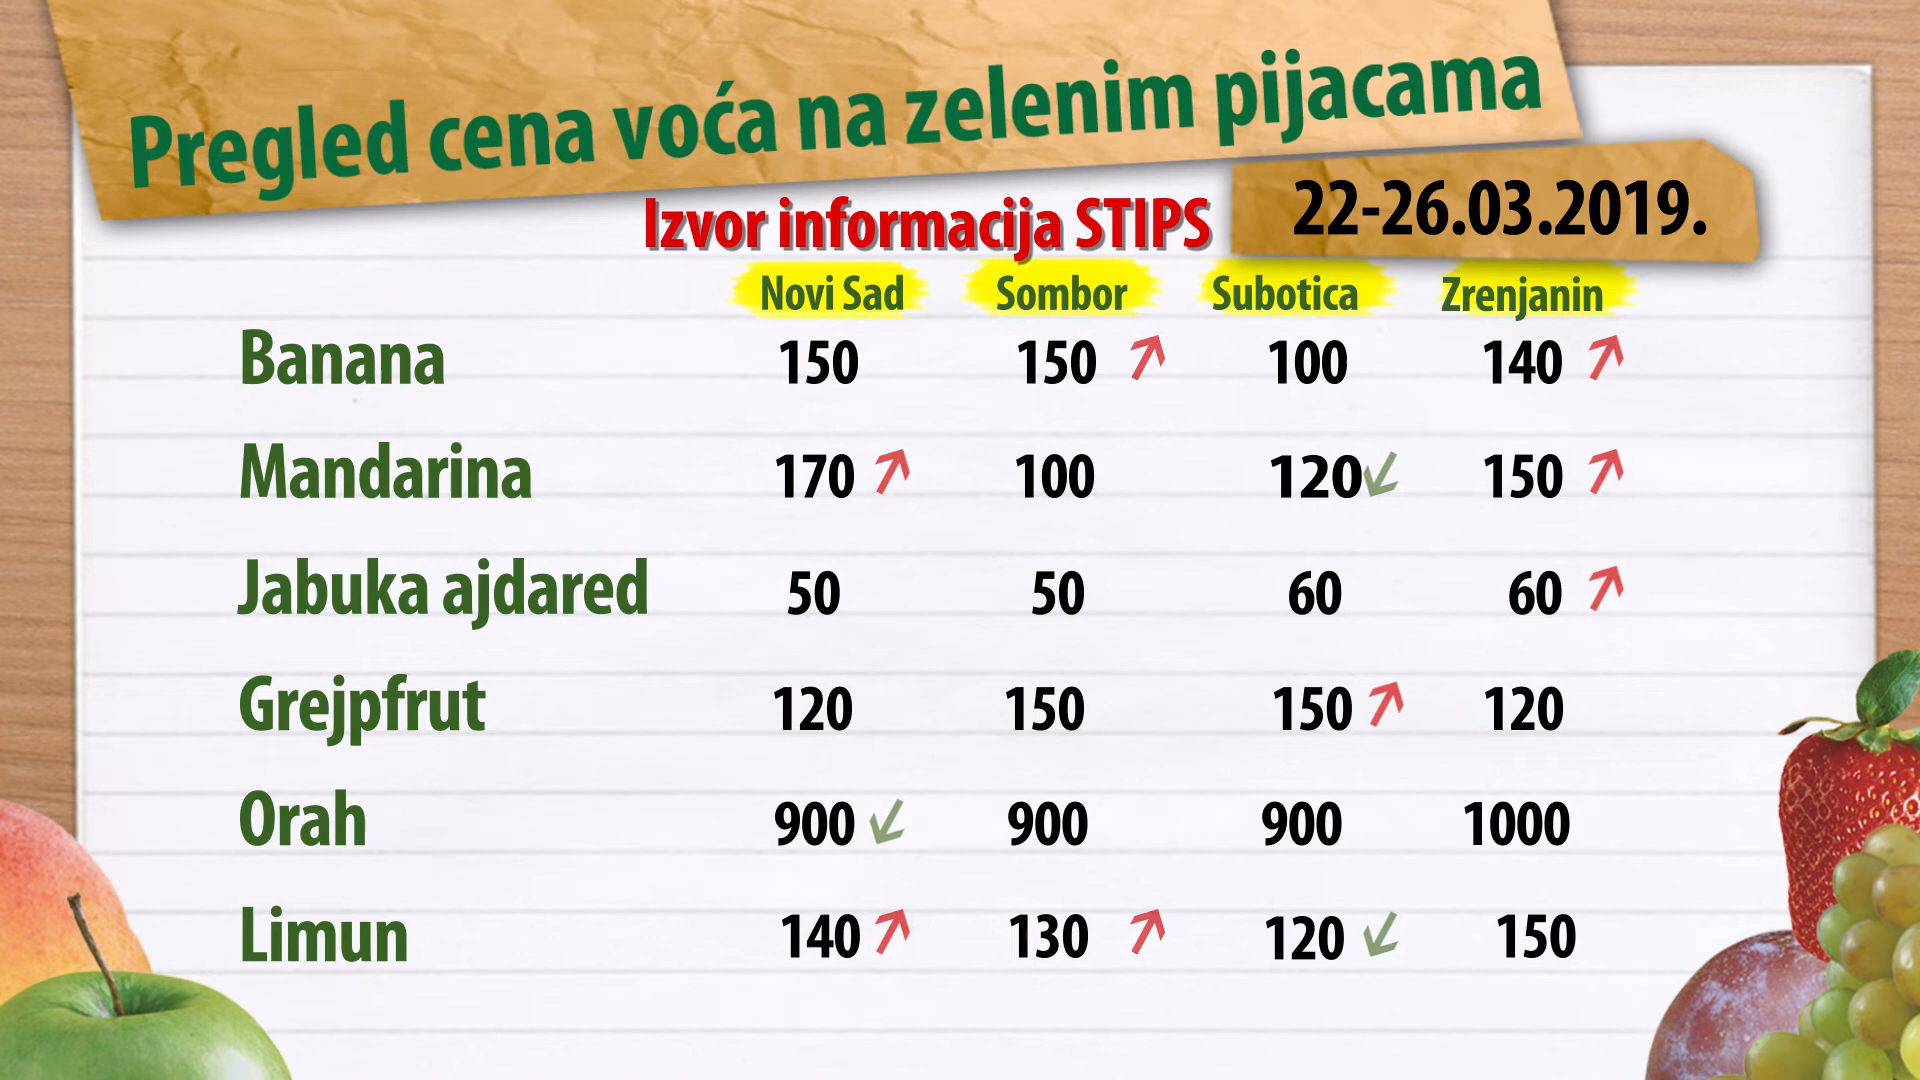 Pregled cena voća na zelenim pijacama
Izvor informacija STIPS 22-26.03.2019.
Novi Sad Sombor Subotica Zrenjanin
Banana 150 150 100 140
Mandarina 170 100 120 150
Jabuka ajdared 50 50 60 60
Grejpfrut 120 150 150 120
Orah 900 900 900 1000
Limun 140 130 120 150